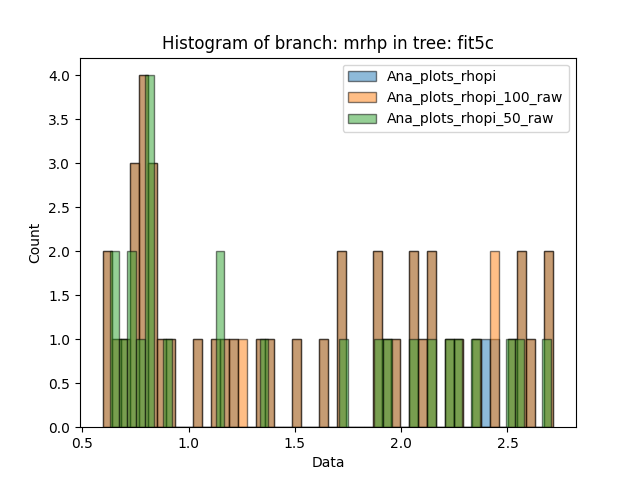 Histogram of branch: mrhp in tree: fit5c
Ana_plots_rhopi
Ana_plots_rhopi_100_raw
Ana_plots_rhopi_50_raw
4.0
3.5
3.0
2.5
2.0
1.5
1.0
0.5
0.0
Count
0.5 1.0 1.5 2.0 2.5
Data